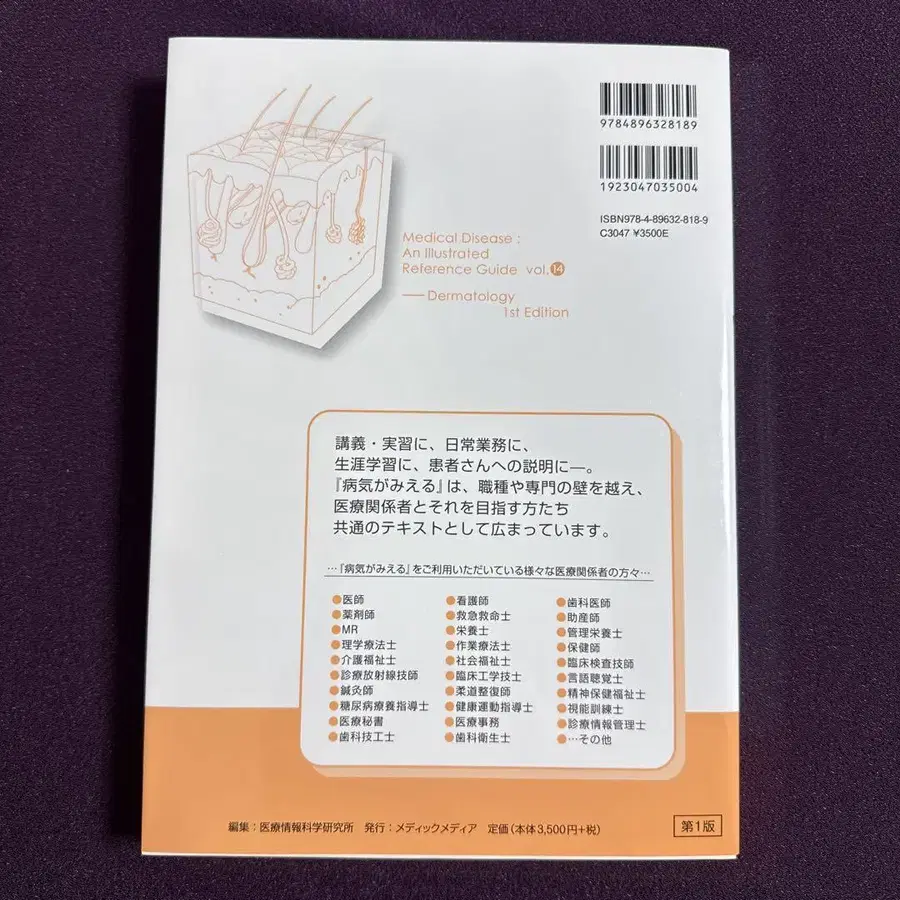 9784896328189
1923047035004
ISBN978-4-89632-818-9
C3047 ¥3500E
Medical Disease :
An Illustrated
Reference Guide vol.14
— Dermatology
1st Edition
講義・実習に、日常業務に、
生涯学習に、患者さんへの説明に―。
『病気がみえる』は、職種や専門の壁を越え、
医療関係者とそれを目指す方たち
共通のテキストとして広まっています。
…『病気がみえる』をご利用いただいている様々な医療関係者の方々…
●医師 ●看護師 ●歯科医師
●薬剤師 ●救急救命士 ●助産師
●MR ●栄養士 ●管理栄養士
●理学療法士 ●作業療法士 ●保健師
●介護福祉士 ●社会福祉士 ●臨床検査技師
●診療放射線技師 ●臨床工学技士 ●言語聴覚士
●鍼灸師 ●柔道整復師 ●精神保健福祉士
●糖尿病療養指導士 ●健康運動指導士 ●視能訓練士
●医療秘書 ●医療事務 ●診療情報管理士
●歯科技工士 ●歯科衛生士 ●…その他
編集：医療情報科学研究所 発行：メディックメディア 定価（本体3,500円+税）
第1版